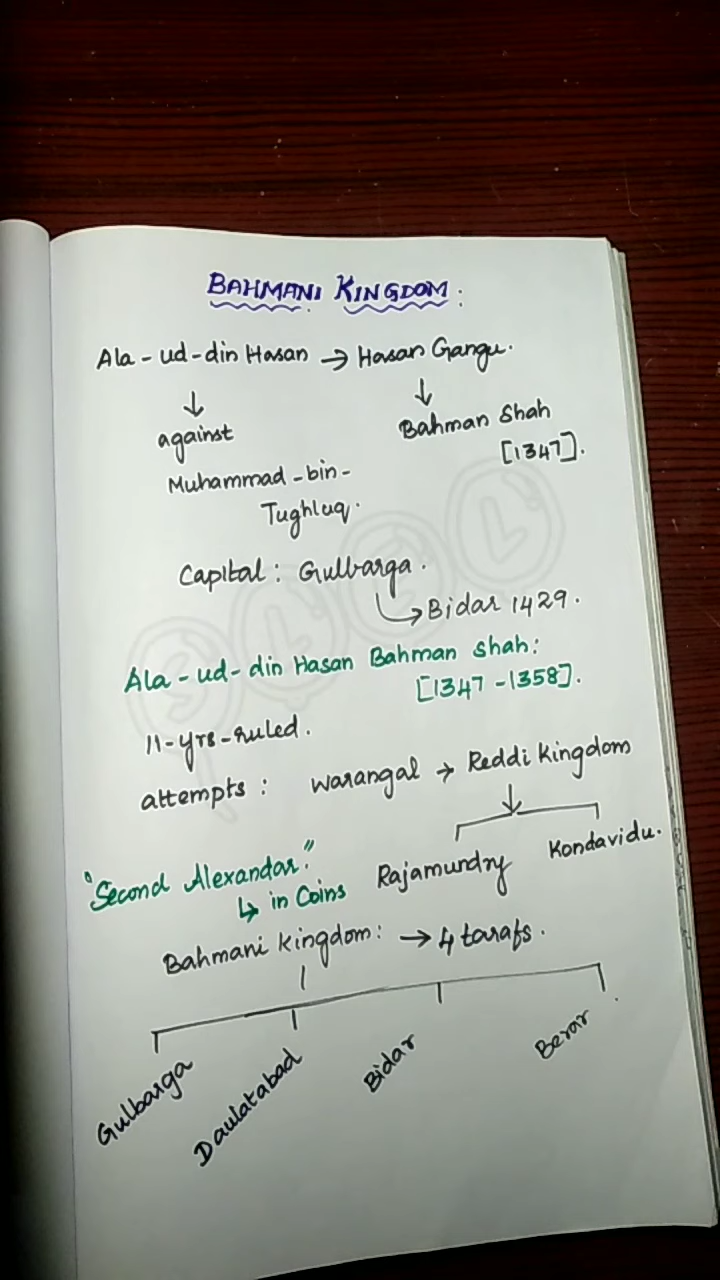 BAHMANI KINGDOM:
Ala-ud-din Hasan → Hasan Gangu.
↓ ↓
against Bahman Shah
[1347].
Muhammad-bin-
Tughluq.
Capital: Gulbarga.
↳ Bidar 1429.
Ala-ud-din Hasan Bahman Shah:
[1347-1358].
11-yrs-ruled.
attempts: Warangal → Reddi Kingdom
Rajamundry Kondavidu.
"Second Alexandar."
↳ in Coins
Bahmani kingdom: → 4 tarafs.
Gulbarga Daulatabad Bidar Berar